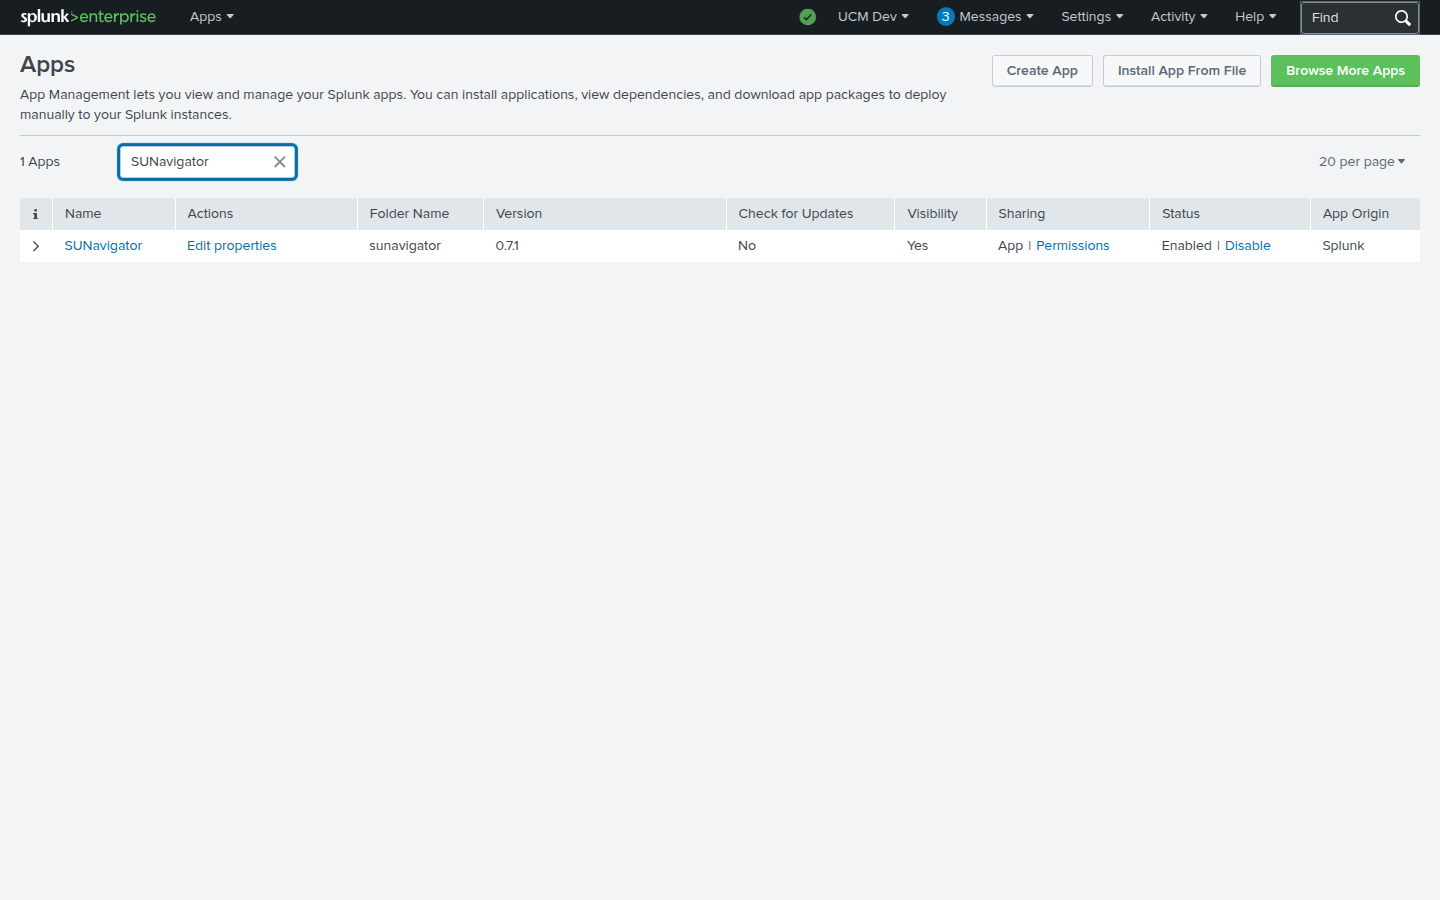 splunk>enterprise Apps UCM Dev 3 Messages Settings Activity Help Find
Apps
Create App Install App From File Browse More Apps
App Management lets you view and manage your Splunk apps. You can install applications, view dependencies, and download app packages to deploy
manually to your Splunk instances.
1 Apps SUNavigator 20 per page
i Name Actions Folder Name Version Check for Updates Visibility Sharing Status App Origin
SUNavigator Edit properties sunavigator 0.7.1 No Yes App | Permissions Enabled | Disable Splunk